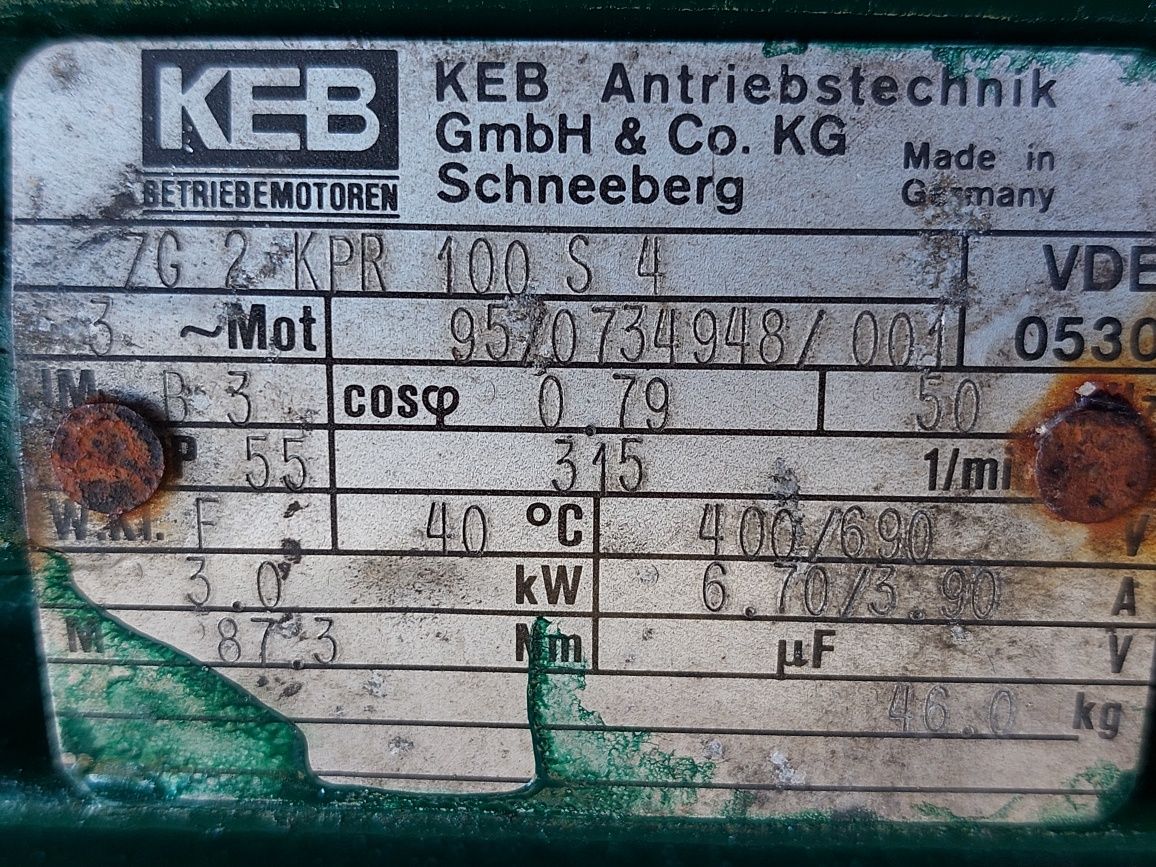 KEB
BETRIEBEMOTOREN
KEB Antriebstechnik
GmbH & Co. KG
Schneeberg
Made in
Germany
ZG 2 KPR 100 S 4
VDE
0530
3 ~Mot
95/0734948/001
IM B 3
cosφ 0 79
50
P 55
315 1/mi
W.Kl. F
40 °C
400/690 V
3.0 kW
6.70/3.90 A
M 87.3 Nm
µF V
46.0 kg